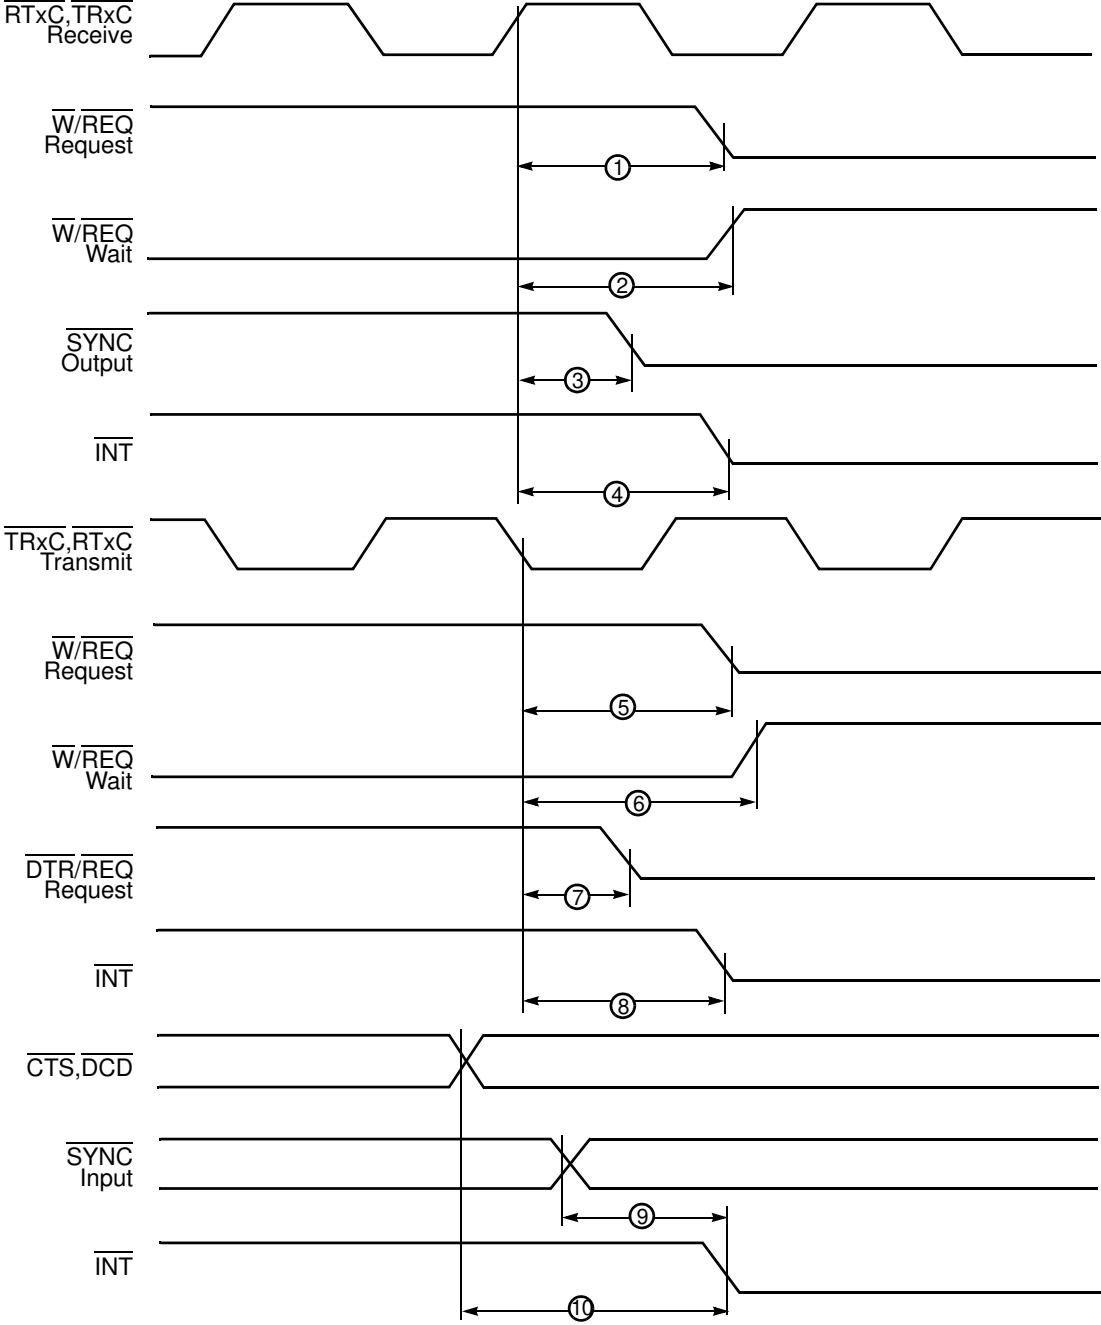 RTxC,TRxC
Receive
W/REQ
Request
1
W/REQ
Wait
2
SYNC
Output
3
INT
4
TRxC,RTxC
Transmit
W/REQ
Request
5
W/REQ
Wait
6
DTR/REQ
Request
7
INT
8
CTS,DCD
SYNC
Input
9
INT
10